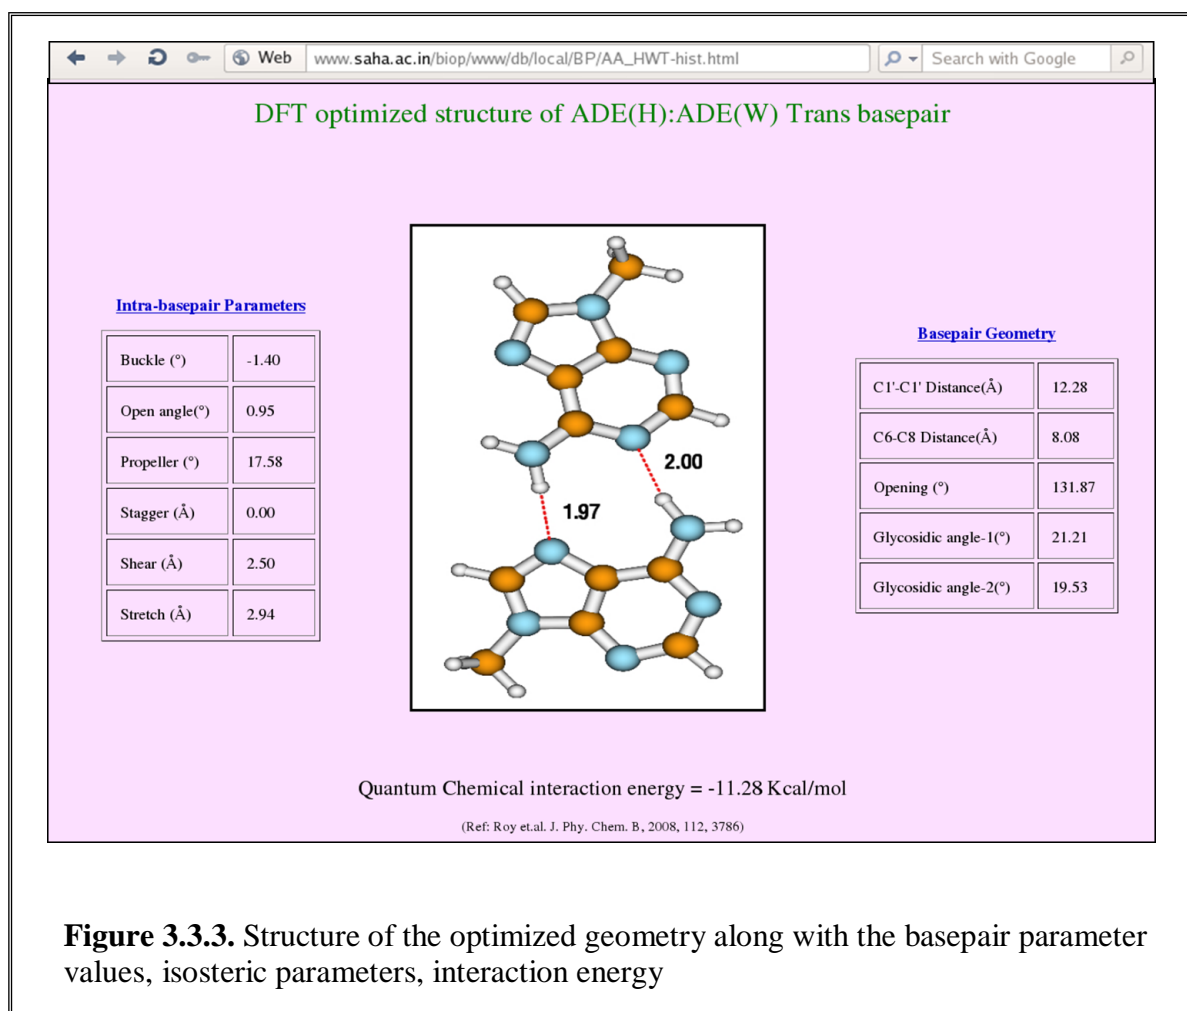 Web www.saha.ac.in/biop/www/db/local/BP/AA_HWT-hist.html Search with Google
DFT optimized structure of ADE(H):ADE(W) Trans basepair
Intra-basepair Parameters
Buckle (°) -1.40
Open angle(°) 0.95
Propeller (°) 17.58
Stagger (Å) 0.00
Shear (Å) 2.50
Stretch (Å) 2.94
2.00
1.97
Basepair Geometry
C1'-C1' Distance(Å) 12.28
C6-C8 Distance(Å) 8.08
Opening (°) 131.87
Glycosidic angle-1(°) 21.21
Glycosidic angle-2(°) 19.53
Quantum Chemical interaction energy = -11.28 Kcal/mol
(Ref: Roy et.al. J. Phy. Chem. B, 2008, 112, 3786)
Figure 3.3.3. Structure of the optimized geometry along with the basepair parameter
values, isosteric parameters, interaction energy